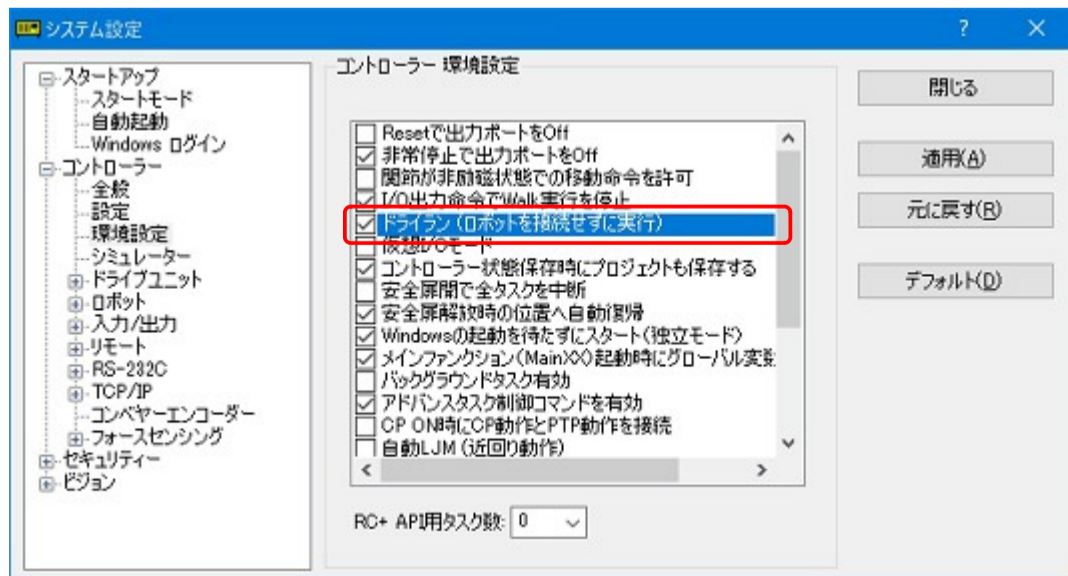 システム設定
スタートアップ
スタートモード
自動起動
Windows ログイン
コントローラー
全般
設定
環境設定
シミュレーター
ドライブユニット
ロボット
入力/出力
リモート
RS-232C
TCP/IP
コンベヤーエンコーダー
フォースセンシング
セキュリティー
ビジョン
コントローラー 環境設定
Resetで出力ポートをOff
非常停止で出力ポートをOff
関節が非励磁状態での移動命令を許可
I/O出力命令でWalk実行を停止
ドライラン（ロボットを接続せずに実行）
仮想I/Oモード
コントローラー状態保存時にプロジェクトも保存する
安全扉開で全タスクを中断
安全扉解放時の位置へ自動復帰
Windowsの起動を待たずにスタート（独立モード）
メインファンクション（MainXX）起動時にグローバル変数
バックグラウンドタスク有効
アドバンスタスク制御コマンドを有効
CP ON時にCP動作とPTP動作を接続
自動LJM（近回り動作）
RC+ API用タスク数: 0
閉じる
適用(A)
元に戻す(R)
デフォルト(D)